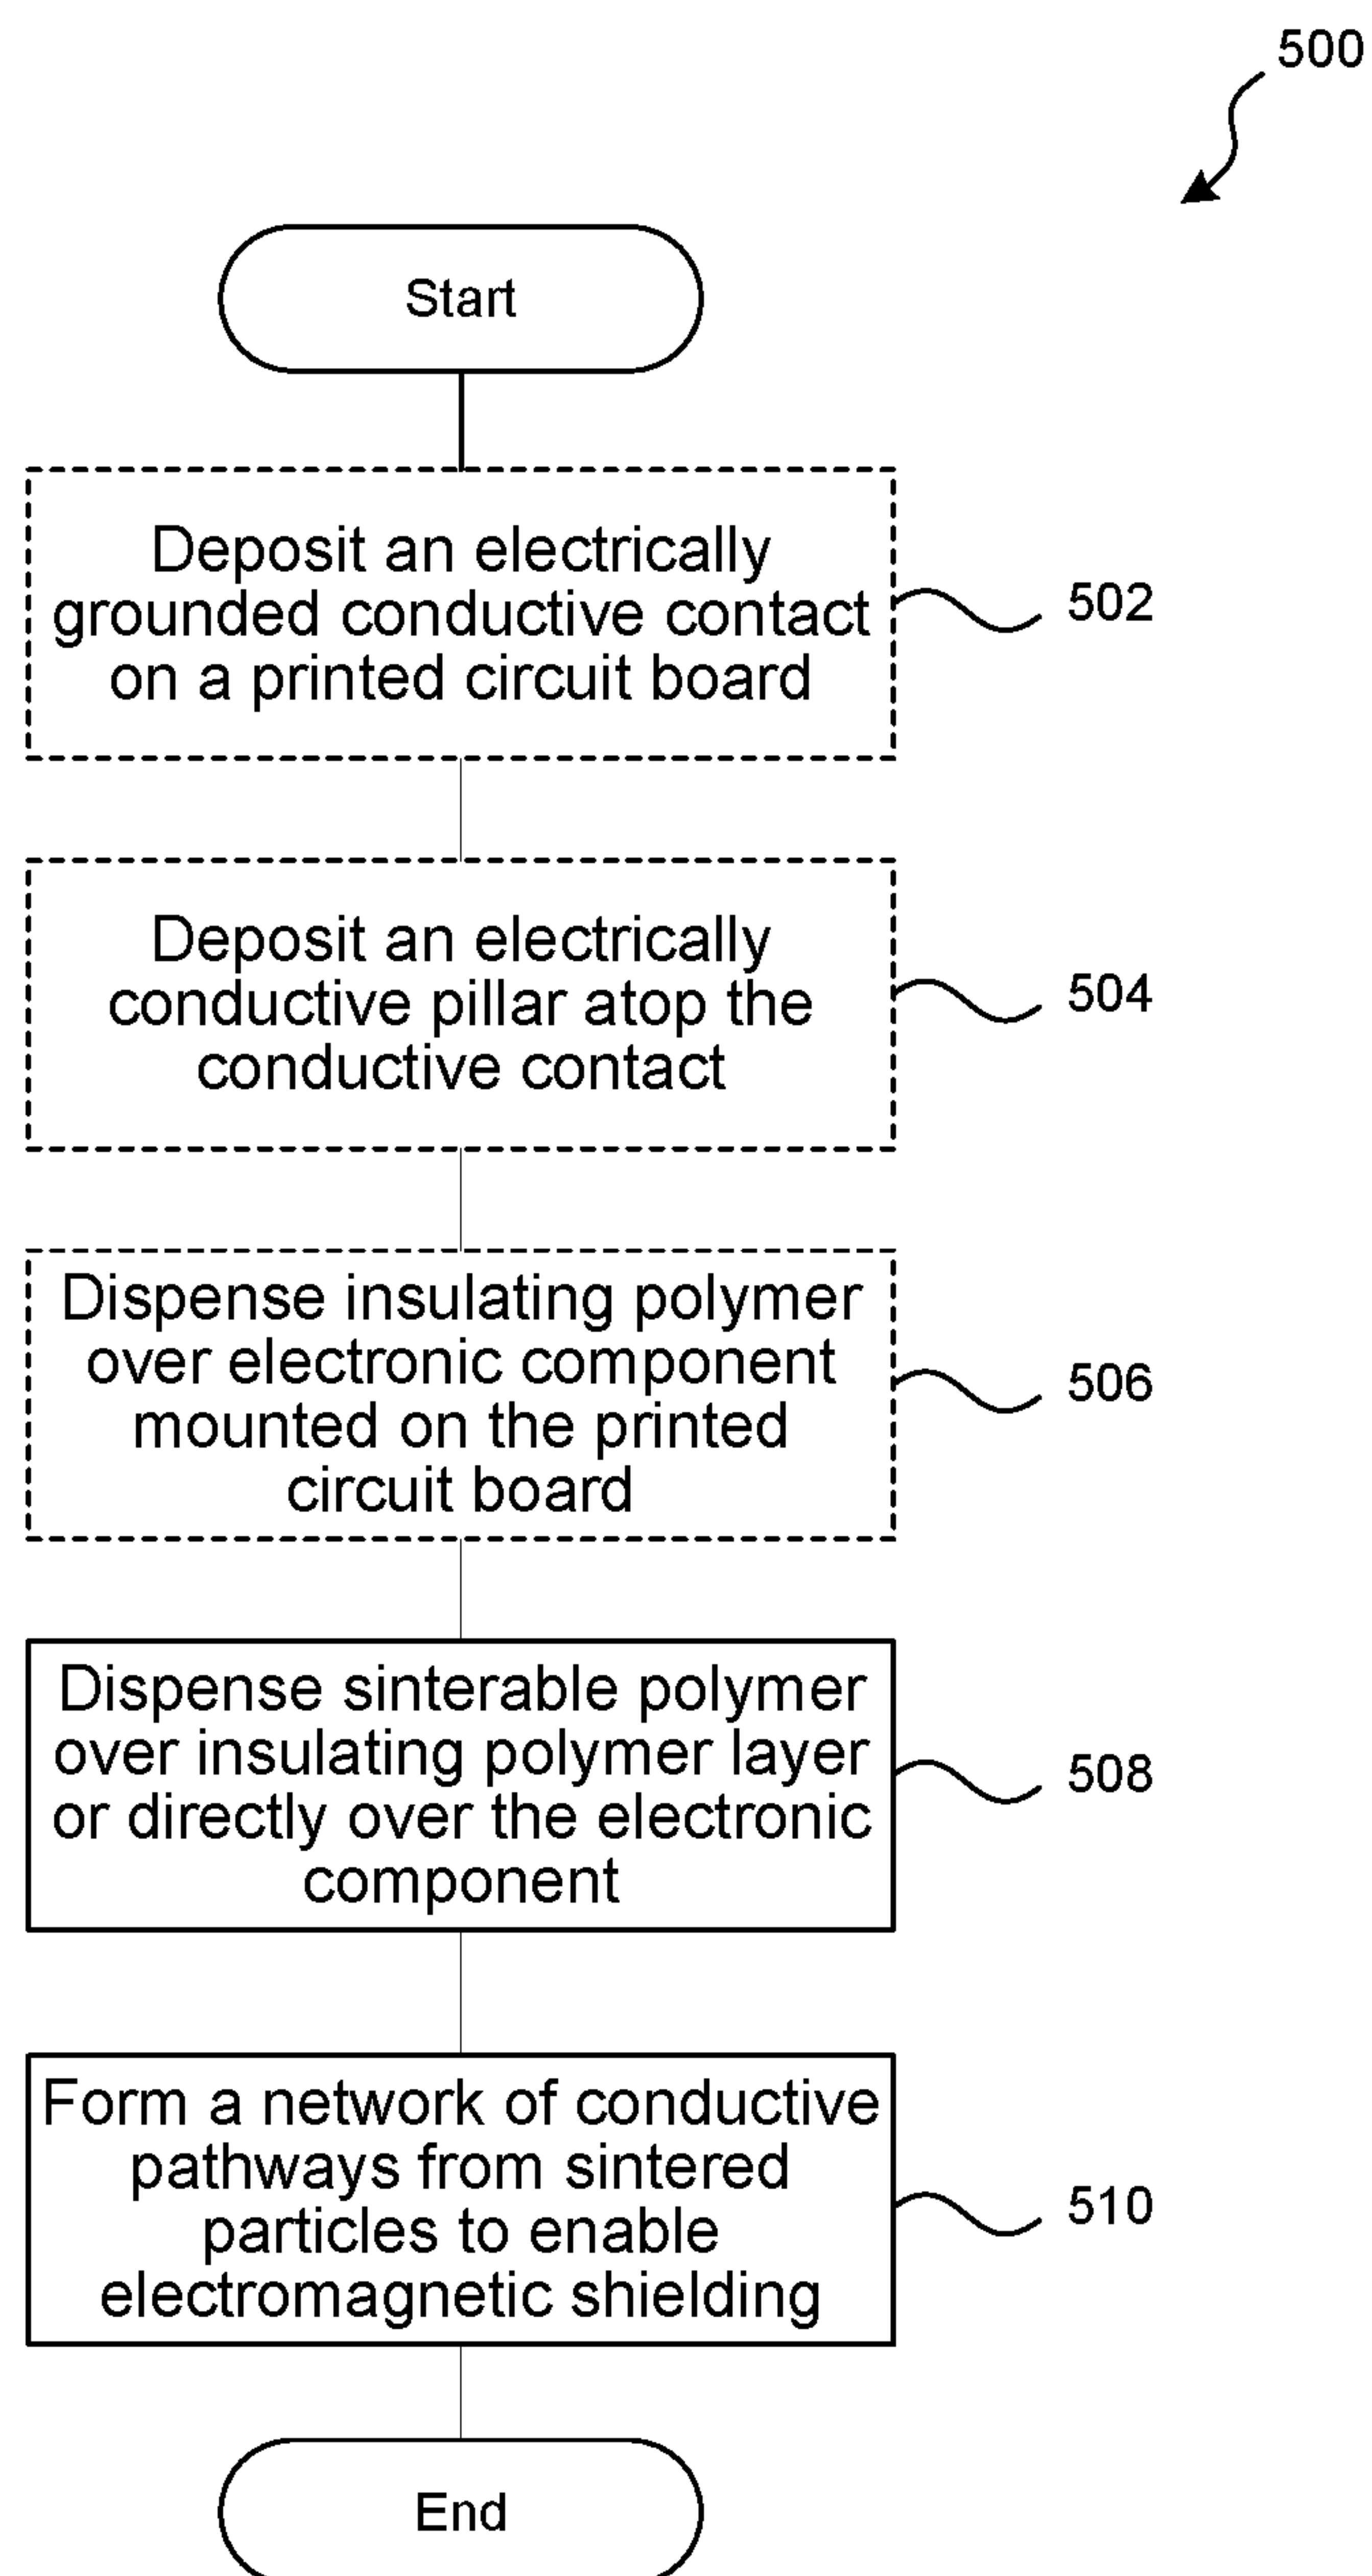 500
Start
Deposit an electrically
grounded conductive contact
on a printed circuit board
502
Deposit an electrically
conductive pillar atop the
conductive contact
504
Dispense insulating polymer
over electronic component
mounted on the printed
circuit board
506
Dispense sinterable polymer
over insulating polymer layer
or directly over the electronic
component
508
Form a network of conductive
pathways from sintered
particles to enable
electromagnetic shielding
510
End